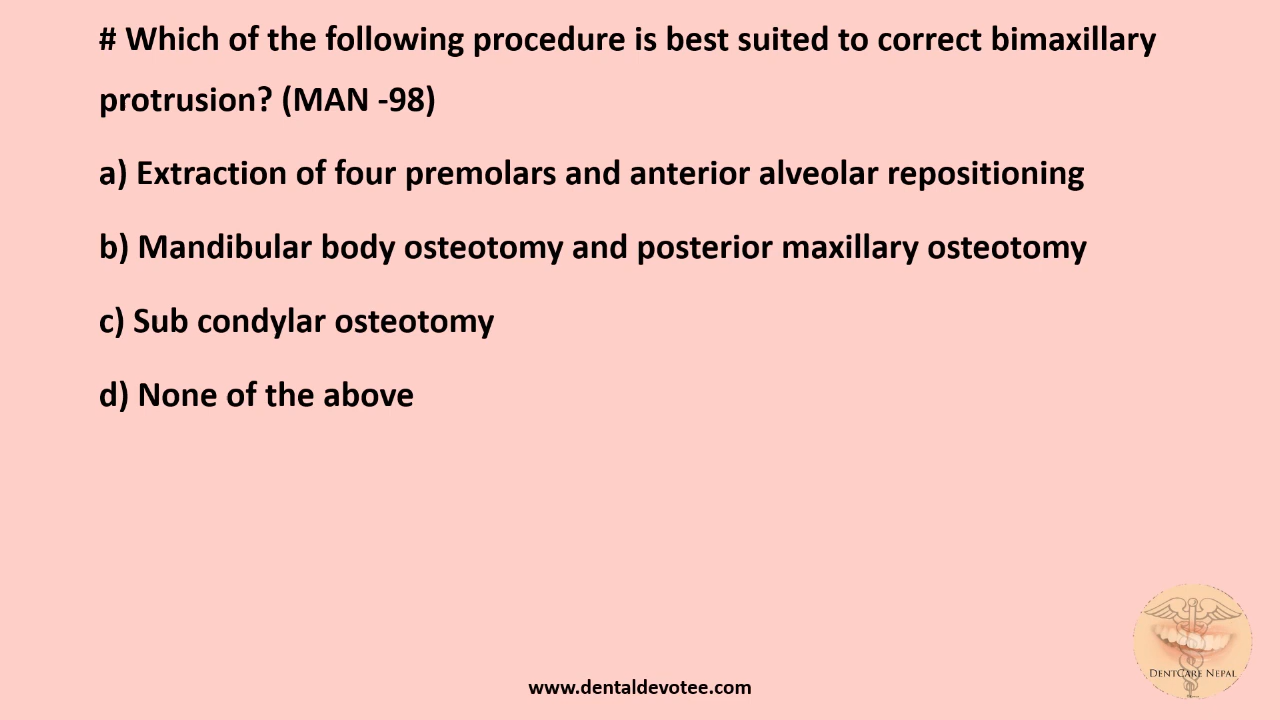 # Which of the following procedure is best suited to correct bimaxillary
protrusion? (MAN -98)
a) Extraction of four premolars and anterior alveolar repositioning
b) Mandibular body osteotomy and posterior maxillary osteotomy
c) Sub condylar osteotomy
d) None of the above
DentCare Nepal
www.dentaldevotee.com